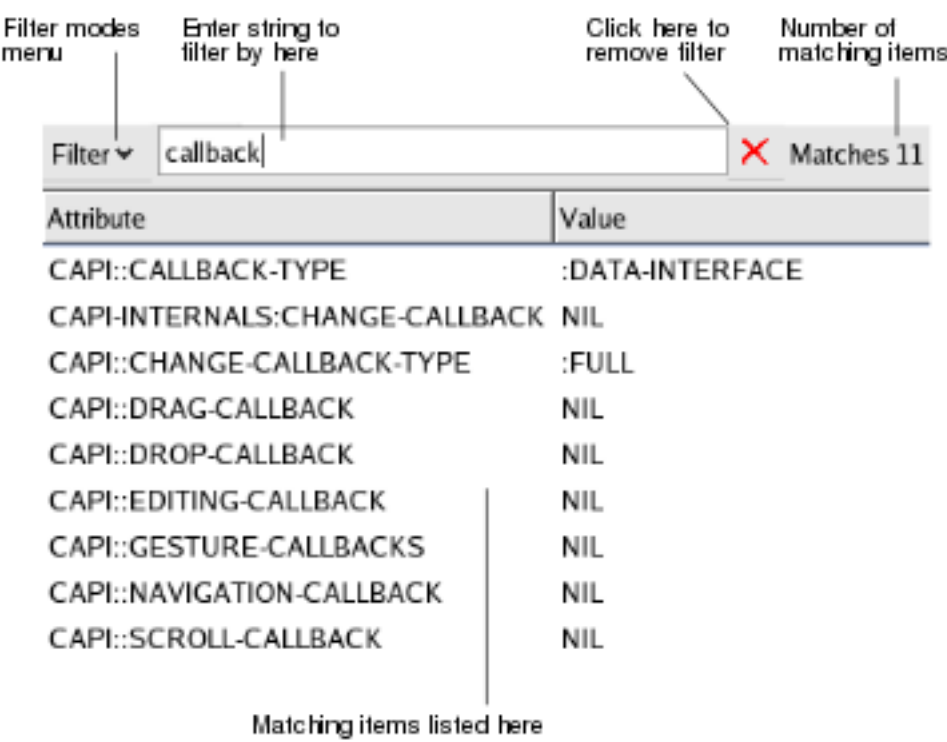 Filter modes menu
Enter string to filter by here
Click here to remove filter
Number of matching items
Filter callback Matches 11
Attribute Value
CAPI::CALLBACK-TYPE :DATA-INTERFACE
CAPI-INTERNALS:CHANGE-CALLBACK NIL
CAPI::CHANGE-CALLBACK-TYPE :FULL
CAPI::DRAG-CALLBACK NIL
CAPI::DROP-CALLBACK NIL
CAPI::EDITING-CALLBACK NIL
CAPI::GESTURE-CALLBACKS NIL
CAPI::NAVIGATION-CALLBACK NIL
CAPI::SCROLL-CALLBACK NIL
Matching items listed here